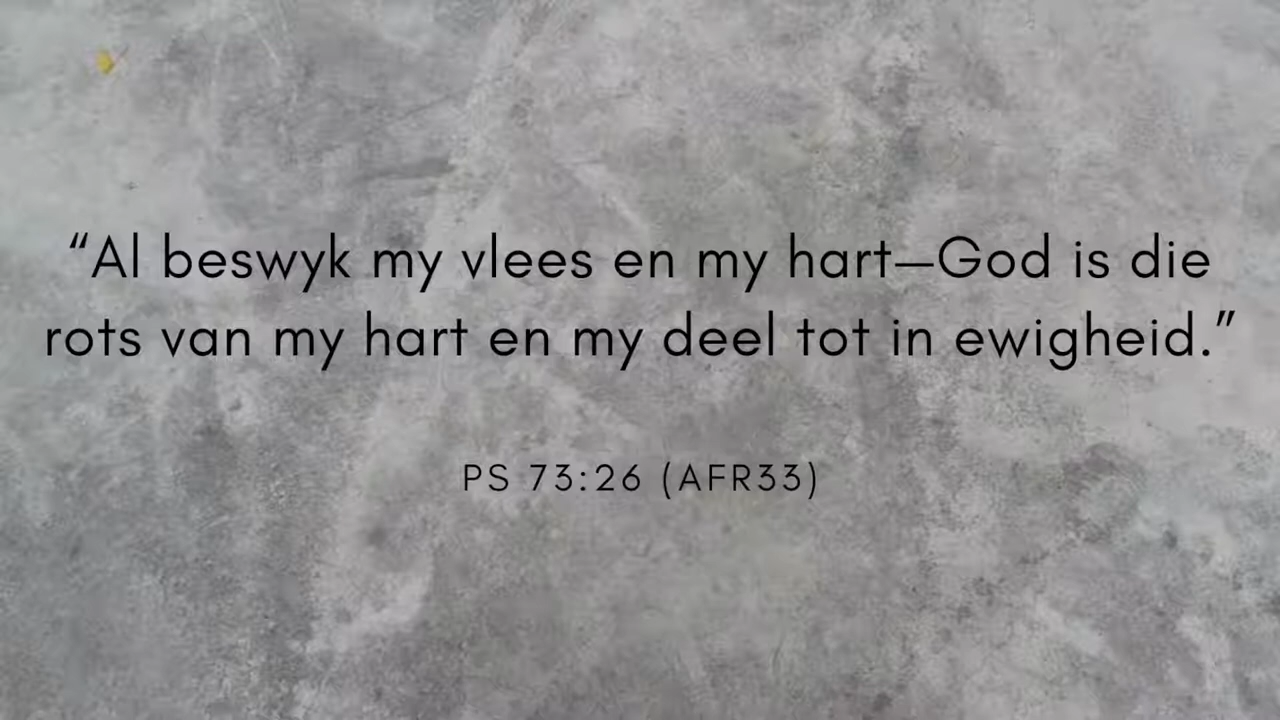 “Al beswyk my vlees en my hart—God is die
rots van my hart en my deel tot in ewigheid.”
PS 73:26 (AFR33)